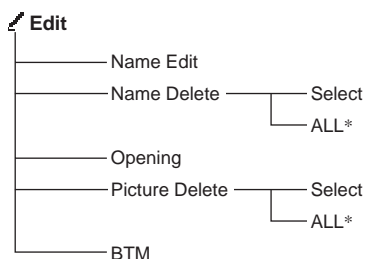 Edit
Name Edit
Name Delete Select
ALL*
Opening
Picture Delete Select
ALL*
BTM